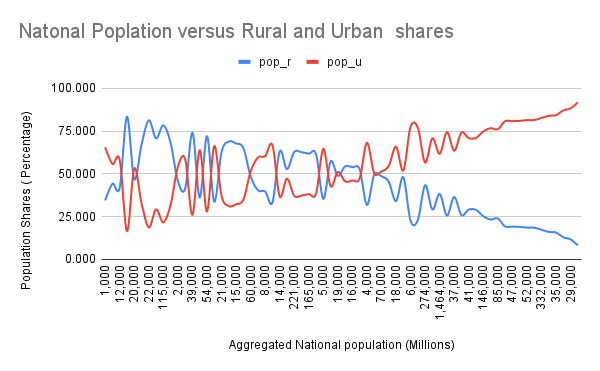 Natonal Poplation versus Rural and Urban  shares
pop_r pop_u
100.000
75.000
50.000
25.000
0.000
Population Shares ( Percentage)
1,000 12,000 20,000 22,000 115,000 2,000 39,000 54,000 21,000 15,000 60,000 8,000 14,000 221,000 165,000 5,000 19,000 16,000 4,000 70,000 18,000 6,000 274,000 1,464,000 37,000 41,000 146,000 85,000 47,000 52,000 332,000 35,000 29,000
Aggregated National population (Millions)